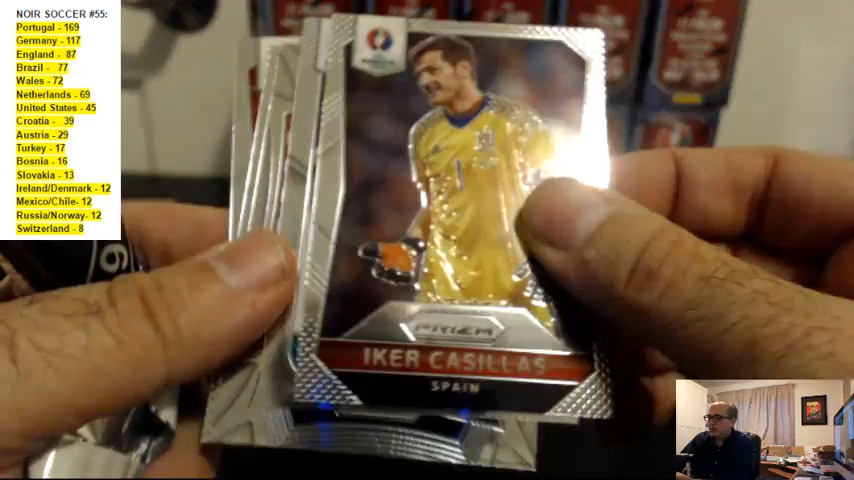 NOIR SOCCER #55:
Portugal - 169
Germany - 117
England - 87
Brazil - 77
Wales - 72
Netherlands - 69
United States - 45
Croatia - 39
Austria - 29
Turkey - 17
Bosnia - 16
Slovakia - 13
Ireland/Denmark - 12
Mexico/Chile- 12
Russia/Norway- 12
Switzerland - 8
PRIZM
IKER CASILLAS
SPAIN
1